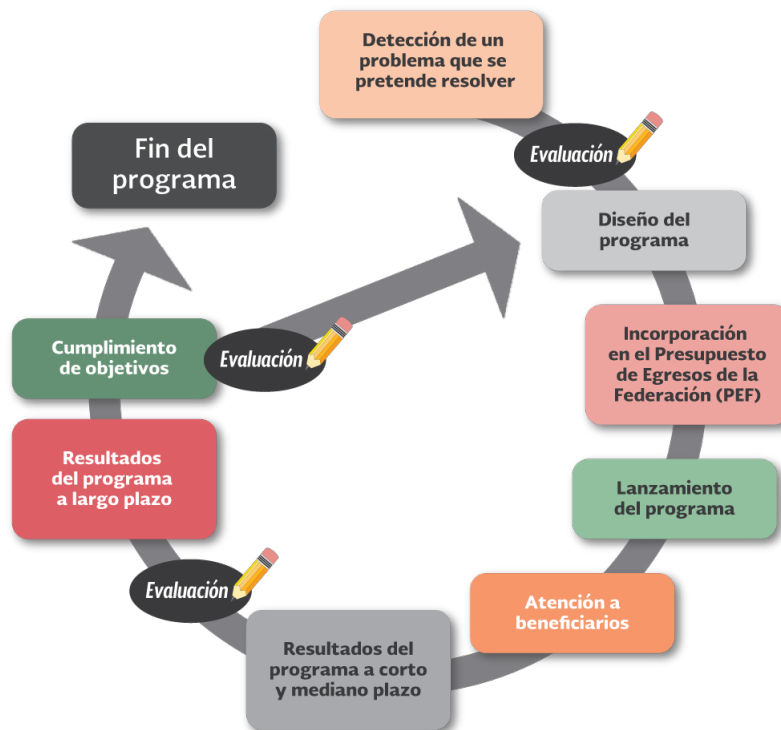 Detección de un
problema que se
pretende resolver
Evaluación
Diseño del
programa
Incorporación
en el Presupuesto
de Egresos de la
Federación (PEF)
Lanzamiento
del programa
Atención a
beneficiarios
Resultados del
programa a corto
y mediano plazo
Evaluación
Resultados
del programa
a largo plazo
Cumplimiento
de objetivos
Evaluación
Fin del
programa